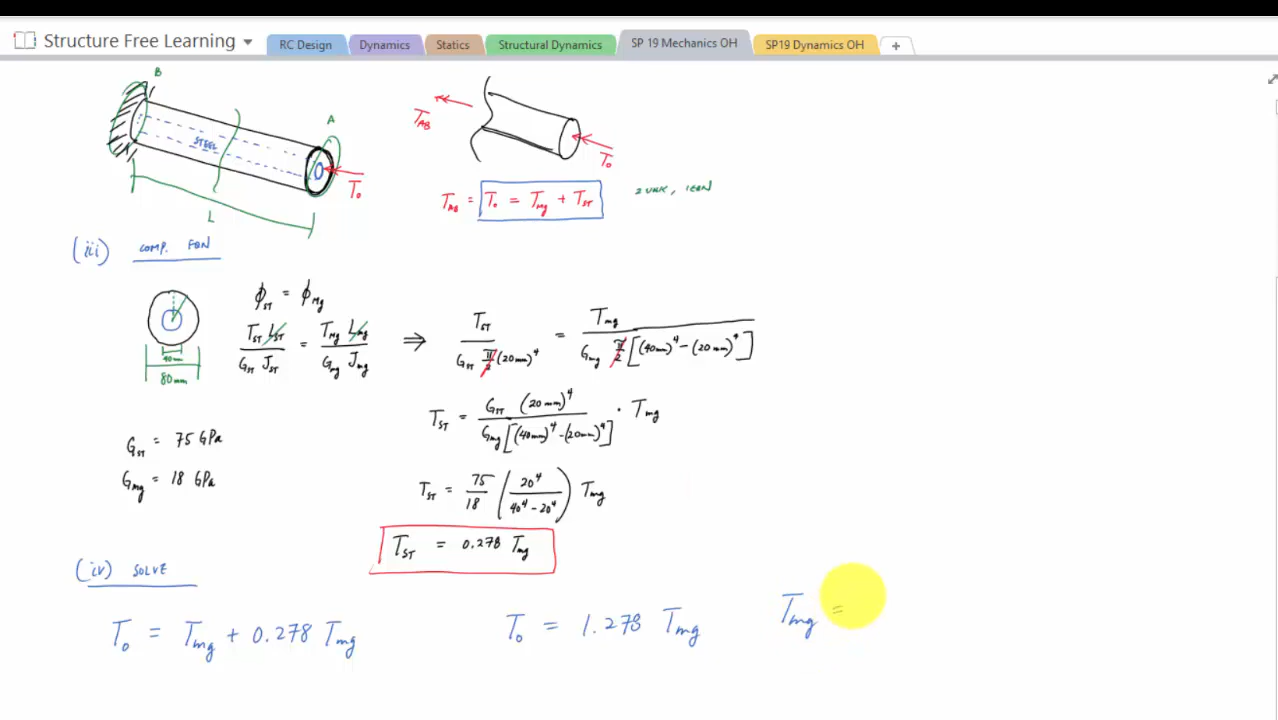 Structure Free Learning
RC Design
Dynamics
Statics
Structural Dynamics
SP 19 Mechanics OH
SP19 Dynamics OH
+
B
A
STEEL
T₀
L
T_AB
T₀
T_AB = T₀ = T_Mg + T_ST
2 UNK, 1 EQN
(iii) COMP. EQN
40mm
80mm
ϕ_ST = ϕ_Mg
T_ST L_ST / G_ST J_ST = T_Mg L_Mg / G_Mg J_Mg ⇒ T_ST / G_ST π/2 (20mm)⁴ = T_mg / G_mg π/2 [(40mm)⁴-(20mm)⁴]
T_ST = G_ST (20mm)⁴ / G_mg [(40mm)⁴-(20mm)⁴] · T_mg
G_ST = 75 GPa
G_mg = 18 GPa
T_ST = 75/18 (20⁴ / 40⁴-20⁴) T_mg
T_ST = 0.278 T_mg
(iv) SOLVE
T₀ = T_mg + 0.278 T_mg
T₀ = 1.278 T_mg
T_mg =